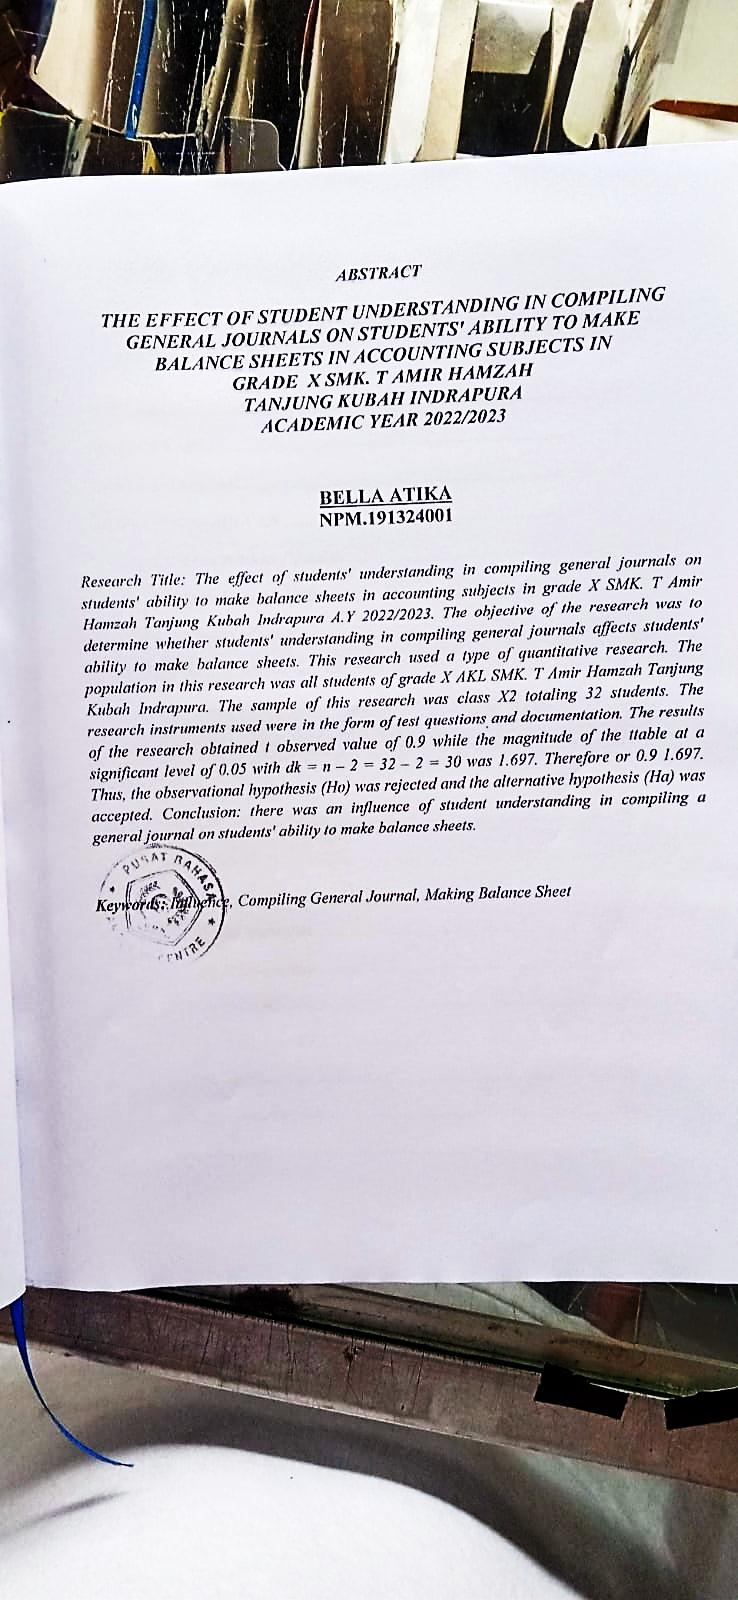 ABSTRACT
THE EFFECT OF STUDENT UNDERSTANDING IN COMPILING
GENERAL JOURNALS ON STUDENTS' ABILITY TO MAKE
BALANCE SHEETS IN ACCOUNTING SUBJECTS IN
GRADE X SMK. T AMIR HAMZAH
TANJUNG KUBAH INDRAPURA
ACADEMIC YEAR 2022/2023
BELLA ATIKA
NPM.191324001
Research Title: The effect of students' understanding in compiling general journals on
students' ability to make balance sheets in accounting subjects in grade X SMK. T Amir
Hamzah Tanjung Kubah Indrapura A.Y 2022/2023. The objective of the research was to
determine whether students' understanding in compiling general journals affects students'
ability to make balance sheets. This research used a type of quantitative research. The
population in this research was all students of grade X AKL SMK. T Amir Hamzah Tanjung
Kubah Indrapura. The sample of this research was class X2 totaling 32 students. The
research instruments used were in the form of test questions and documentation. The results
of the research obtained t observed value of 0.9 while the magnitude of the ttable at a
significant level of 0.05 with dk = n – 2 = 32 – 2 = 30 was 1.697. Therefore or 0.9 1.697.
Thus, the observational hypothesis (Ho) was rejected and the alternative hypothesis (Ha) was
accepted. Conclusion: there was an influence of student understanding in compiling a
general journal on students' ability to make balance sheets.
PUSAT BAHASA
Keywords: Influence, Compiling General Journal, Making Balance Sheet